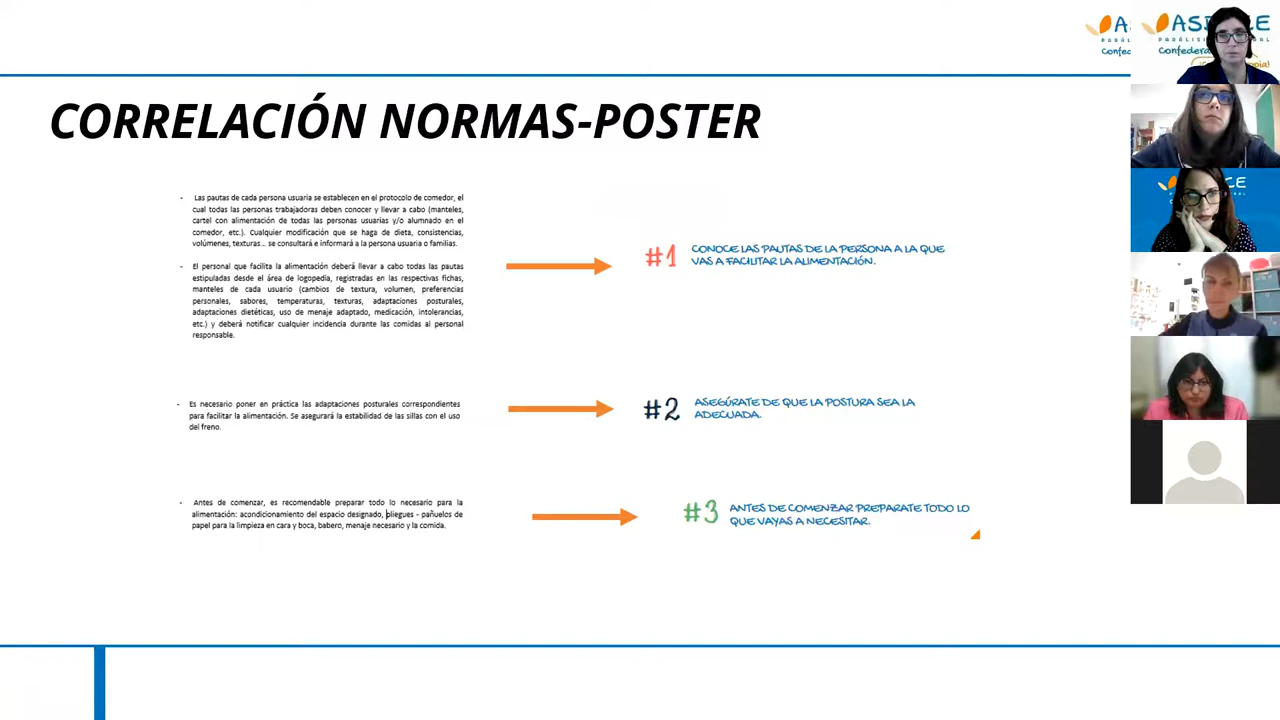 CORRELACIÓN NORMAS-POSTER
- Las pautas de cada persona usuaria se establecen en el protocolo de comedor, el
cual todas las personas trabajadoras deben conocer y llevar a cabo (manteles,
cartel con alimentación de todas las personas usuarias y/o alumnado en el
comedor, etc.). Cualquier modificación que se haga de dieta, consistencias,
volúmenes, texturas... se consultará e informará a la persona usuaria o familias.
- El personal que facilita la alimentación deberá llevar a cabo todas las pautas
estipuladas desde el área de logopedia, registradas en las respectivas fichas,
manteles de cada usuario (cambios de textura, volumen, preferencias
personales, sabores, temperaturas, texturas, adaptaciones posturales,
adaptaciones dietéticas, uso de menaje adaptado, medicación, intolerancias,
etc.) y deberá notificar cualquier incidencia durante las comidas al personal
responsable.
#1 CONOCE LAS PAUTAS DE LA PERSONA A LA QUE
VAS A FACILITAR LA ALIMENTACIÓN.
- Es necesario poner en práctica las adaptaciones posturales correspondientes
para facilitar la alimentación. Se asegurará la estabilidad de las sillas con el uso
del freno.
#2 ASEGÚRATE DE QUE LA POSTURA SEA LA
ADECUADA.
- Antes de comenzar, es recomendable preparar todo lo necesario para la
alimentación: acondicionamiento del espacio designado, pliegues - pañuelos de
papel para la limpieza en cara y boca, babero, menaje necesario y la comida.
#3 ANTES DE COMENZAR PREPARATE TODO LO
QUE VAYAS A NECESITAR.